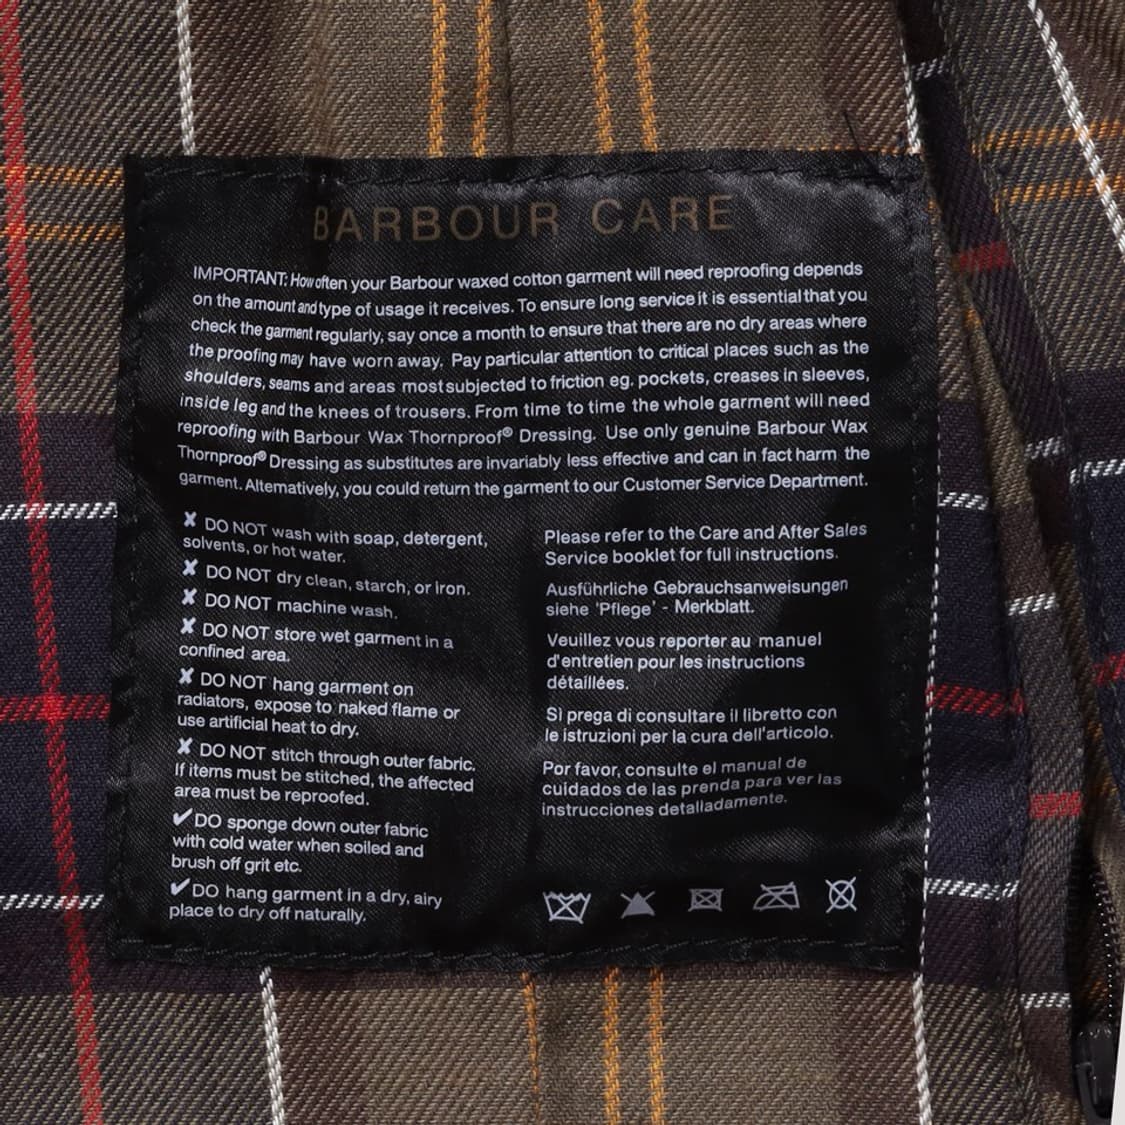 BARBOUR CARE
IMPORTANT: How often your Barbour waxed cotton garment will need reproofing depends
on the amount and type of usage it receives. To ensure long service it is essential that you
check the garment regularly, say once a month to ensure that there are no dry areas where
the proofing may have worn away. Pay particular attention to critical places such as the
shoulders, seams and areas most subjected to friction eg. pockets, creases in sleeves,
inside leg and the knees of trousers. From time to time the whole garment will need
reproofing with Barbour Wax Thornproof® Dressing. Use only genuine Barbour Wax
Thornproof® Dressing as substitutes are invariably less effective and can in fact harm the
garment. Alternatively, you could return the garment to our Customer Service Department.
✘ DO NOT wash with soap, detergent,
solvents, or hot water.
✘ DO NOT dry clean, starch, or iron.
✘ DO NOT machine wash.
✘ DO NOT store wet garment in a
confined area.
✘ DO NOT hang garment on
radiators, expose to naked flame or
use artificial heat to dry.
✘ DO NOT stitch through outer fabric.
If items must be stitched, the affected
area must be reproofed.
✔DO sponge down outer fabric
with cold water when soiled and
brush off grit etc.
✔DO hang garment in a dry, airy
place to dry off naturally.
Please refer to the Care and After Sales
Service booklet for full instructions.
Ausführliche Gebrauchsanweisungen
siehe 'Pflege' - Merkblatt.
Veuillez vous reporter au manuel
d'entretien pour les instructions
détaillées.
Sì prega di consultare il libretto con
le istruzioni per la cura dell'articolo.
Por favor, consulte el manual de
cuidados de las prenda para ver las
instrucciones detalladamente.